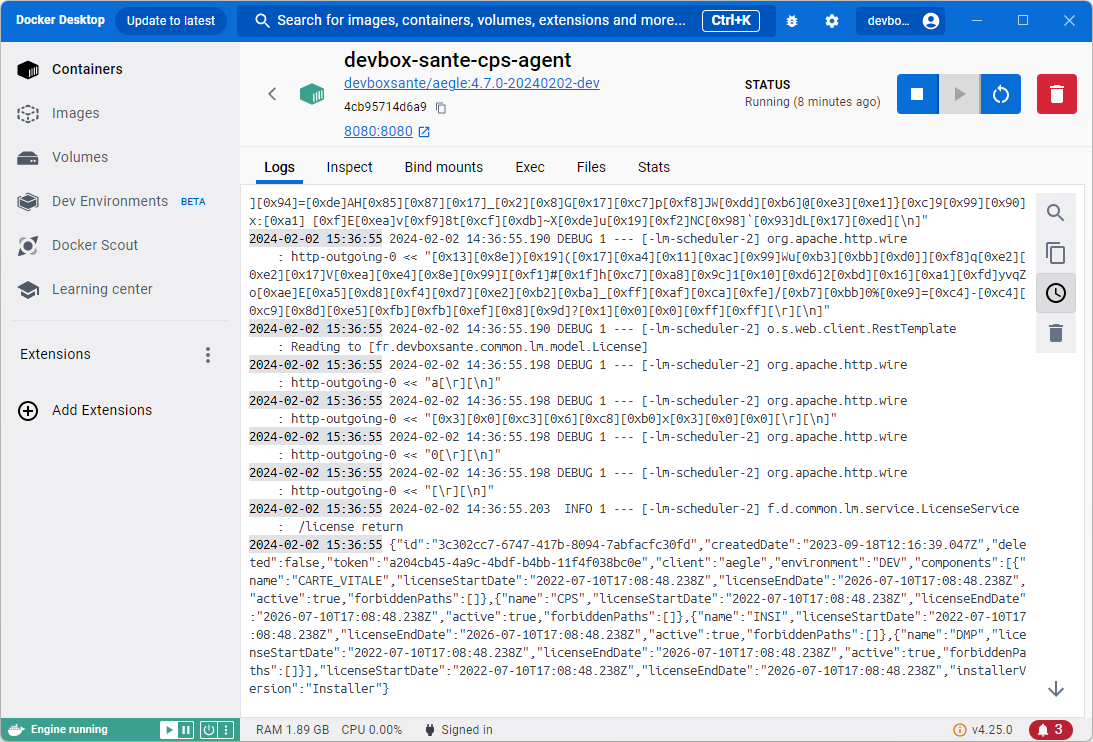 Docker Desktop
Update to latest
Search for images, containers, volumes, extensions and more...
Ctrl+K
devbo...
Containers
Images
Volumes
Dev Environments BETA
Docker Scout
Learning center
Extensions
Add Extensions
devbox-sante-cps-agent
devboxsante/aegle:4.7.0-20240202-dev
4cb95714d6a9
8080:8080
STATUS
Running (8 minutes ago)
Logs Inspect Bind mounts Exec Files Stats
][0x94]=[0xde]AH[0x85][0x87][0x17]_[0x2][0x8]G[0x17][0xc7]p[0xf8]JW[0xdd][0xb6]@[0xe3][0xe1]}[0xc]9[0x99][0x90]
x:[0xa1] [0xf]E[0xea]v[0xf9]8t[0xcf][0xdb]~X[0xde]u[0x19][0xf2]NC[0x98]`[0x93]dL[0x17][0xed][\n]"
2024-02-02 15:36:55 2024-02-02 14:36:55.190 DEBUG 1 --- [-lm-scheduler-2] org.apache.http.wire
: http-outgoing-0 << "[0x13][0x8e])[0x19]([0x17][0xa4][0x11][0xac][0x99]Wu[0xb3][0xbb][0xd0]][0xf8]q[0xe2][
0xe2][0x17]V[0xea][0xe4][0x8e][0x99]I[0xf1]#[0x1f]h[0xc7][0xa8][0x9c]1[0x10][0xd6]2[0xbd][0x16][0xa1][0xfd]yvqZ
o[0xae]E[0xa5][0xd8][0xf4][0xd7][0xe2][0xb2][0xba]_[0xff][0xaf][0xca][0xfe]/[0xb7][0xbb]0%[0xe9]=[0xc4]-[0xc4][
0xc9][0x8d][0xe5][0xfb][0xfb][0xef][0x8][0x9d]?[0x1][0x0][0x0][0xff][0xff][\r][\n]"
2024-02-02 15:36:55 2024-02-02 14:36:55.190 DEBUG 1 --- [-lm-scheduler-2] o.s.web.client.RestTemplate
: Reading to [fr.devboxsante.common.lm.model.License]
2024-02-02 15:36:55 2024-02-02 14:36:55.198 DEBUG 1 --- [-lm-scheduler-2] org.apache.http.wire
: http-outgoing-0 << "a[\r][\n]"
2024-02-02 15:36:55 2024-02-02 14:36:55.198 DEBUG 1 --- [-lm-scheduler-2] org.apache.http.wire
: http-outgoing-0 << "[0x3][0x0][0xc3][0x6][0xc8][0xb0]x[0x3][0x0][0x0][\r][\n]"
2024-02-02 15:36:55 2024-02-02 14:36:55.198 DEBUG 1 --- [-lm-scheduler-2] org.apache.http.wire
: http-outgoing-0 << "0[\r][\n]"
2024-02-02 15:36:55 2024-02-02 14:36:55.198 DEBUG 1 --- [-lm-scheduler-2] org.apache.http.wire
: http-outgoing-0 << "[\r][\n]"
2024-02-02 15:36:55 2024-02-02 14:36:55.203  INFO 1 --- [-lm-scheduler-2] f.d.common.lm.service.LicenseService
:  /license return
2024-02-02 15:36:55 {"id":"3c302cc7-6747-417b-8094-7abfacfc30fd","createdDate":"2023-09-18T12:16:39.047Z","dele
ted":false,"token":"a204cb45-4a9c-4bdf-b4bb-11f4f038bc0e","client":"aegle","environment":"DEV","components":[{"
name":"CARTE_VITALE","licenseStartDate":"2022-07-10T17:08:48.238Z","licenseEndDate":"2026-07-10T17:08:48.238Z",
"active":true,"forbiddenPaths":[]},{"name":"CPS","licenseStartDate":"2022-07-10T17:08:48.238Z","licenseEndDate"
:"2026-07-10T17:08:48.238Z","active":true,"forbiddenPaths":[]},{"name":"INSI","licenseStartDate":"2022-07-10T17
:08:48.238Z","licenseEndDate":"2026-07-10T17:08:48.238Z","active":true,"forbiddenPaths":[]},{"name":"DMP","lice
nseStartDate":"2022-07-10T17:08:48.238Z","licenseEndDate":"2026-07-10T17:08:48.238Z","active":true,"forbiddenPa
ths":[]}],"licenseStartDate":"2022-07-10T17:08:48.238Z","licenseEndDate":"2026-07-10T17:08:48.238Z","installerV
ersion":"Installer"}
Engine running
RAM 1.89 GB CPU 0.00% Signed in
v4.25.0
3